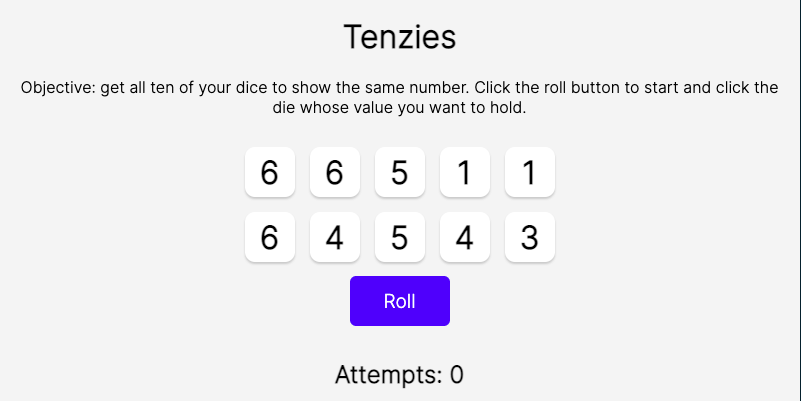 Tenzies
Objective: get all ten of your dice to show the same number. Click the roll button to start and click the
die whose value you want to hold.
6 6 5 1 1
6 4 5 4 3
Roll
Attempts: 0